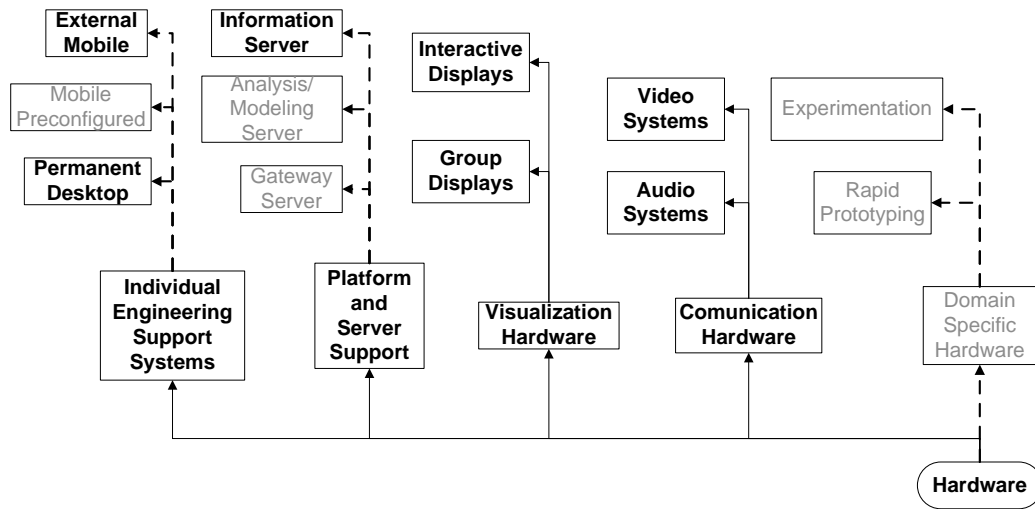 External
Mobile
Mobile
Preconfigured
Permanent
Desktop
Individual
Engineering
Support
Systems
Information
Server
Analysis/
Modeling
Server
Gateway
Server
Platform
and
Server
Support
Interactive
Displays
Group
Displays
Visualization
Hardware
Video
Systems
Audio
Systems
Comunication
Hardware
Experimentation
Rapid
Prototyping
Domain
Specific
Hardware
Hardware